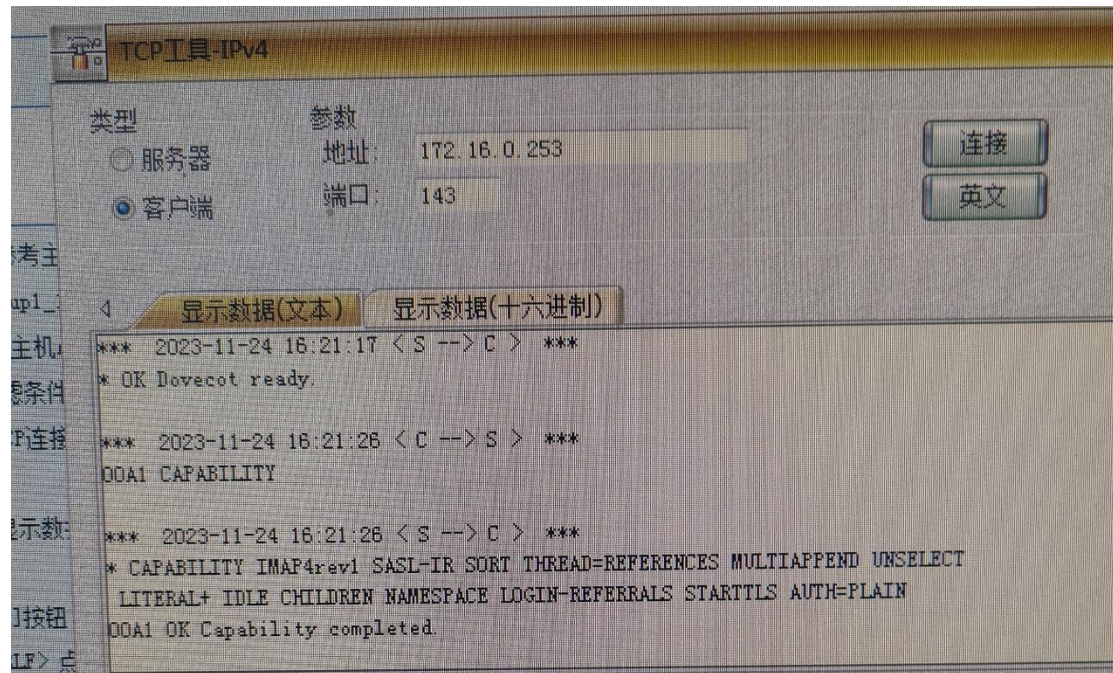 TCP工具-IPv4
类型
参数
服务器
地址:
172.16.0.253
连接
客户端
端口:
143
英文
显示数据(文本)
显示数据(十六进制)
*** 2023-11-24 16:21:17 < S --> C > ***
* OK Dovecot ready.
*** 2023-11-24 16:21:26 < C --> S > ***
00A1 CAPABILITY
*** 2023-11-24 16:21:26 < S --> C > ***
* CAPABILITY IMAP4rev1 SASL-IR SORT THREAD=REFERENCES MULTIAPPEND UNSELECT
LITERAL+ IDLE CHILDREN NAMESPACE LOGIN-REFERRALS STARTTLS AUTH=PLAIN
00A1 OK Capability completed.
考主
up1_
主机
条件
P连接
示数
按钮
LF> 点